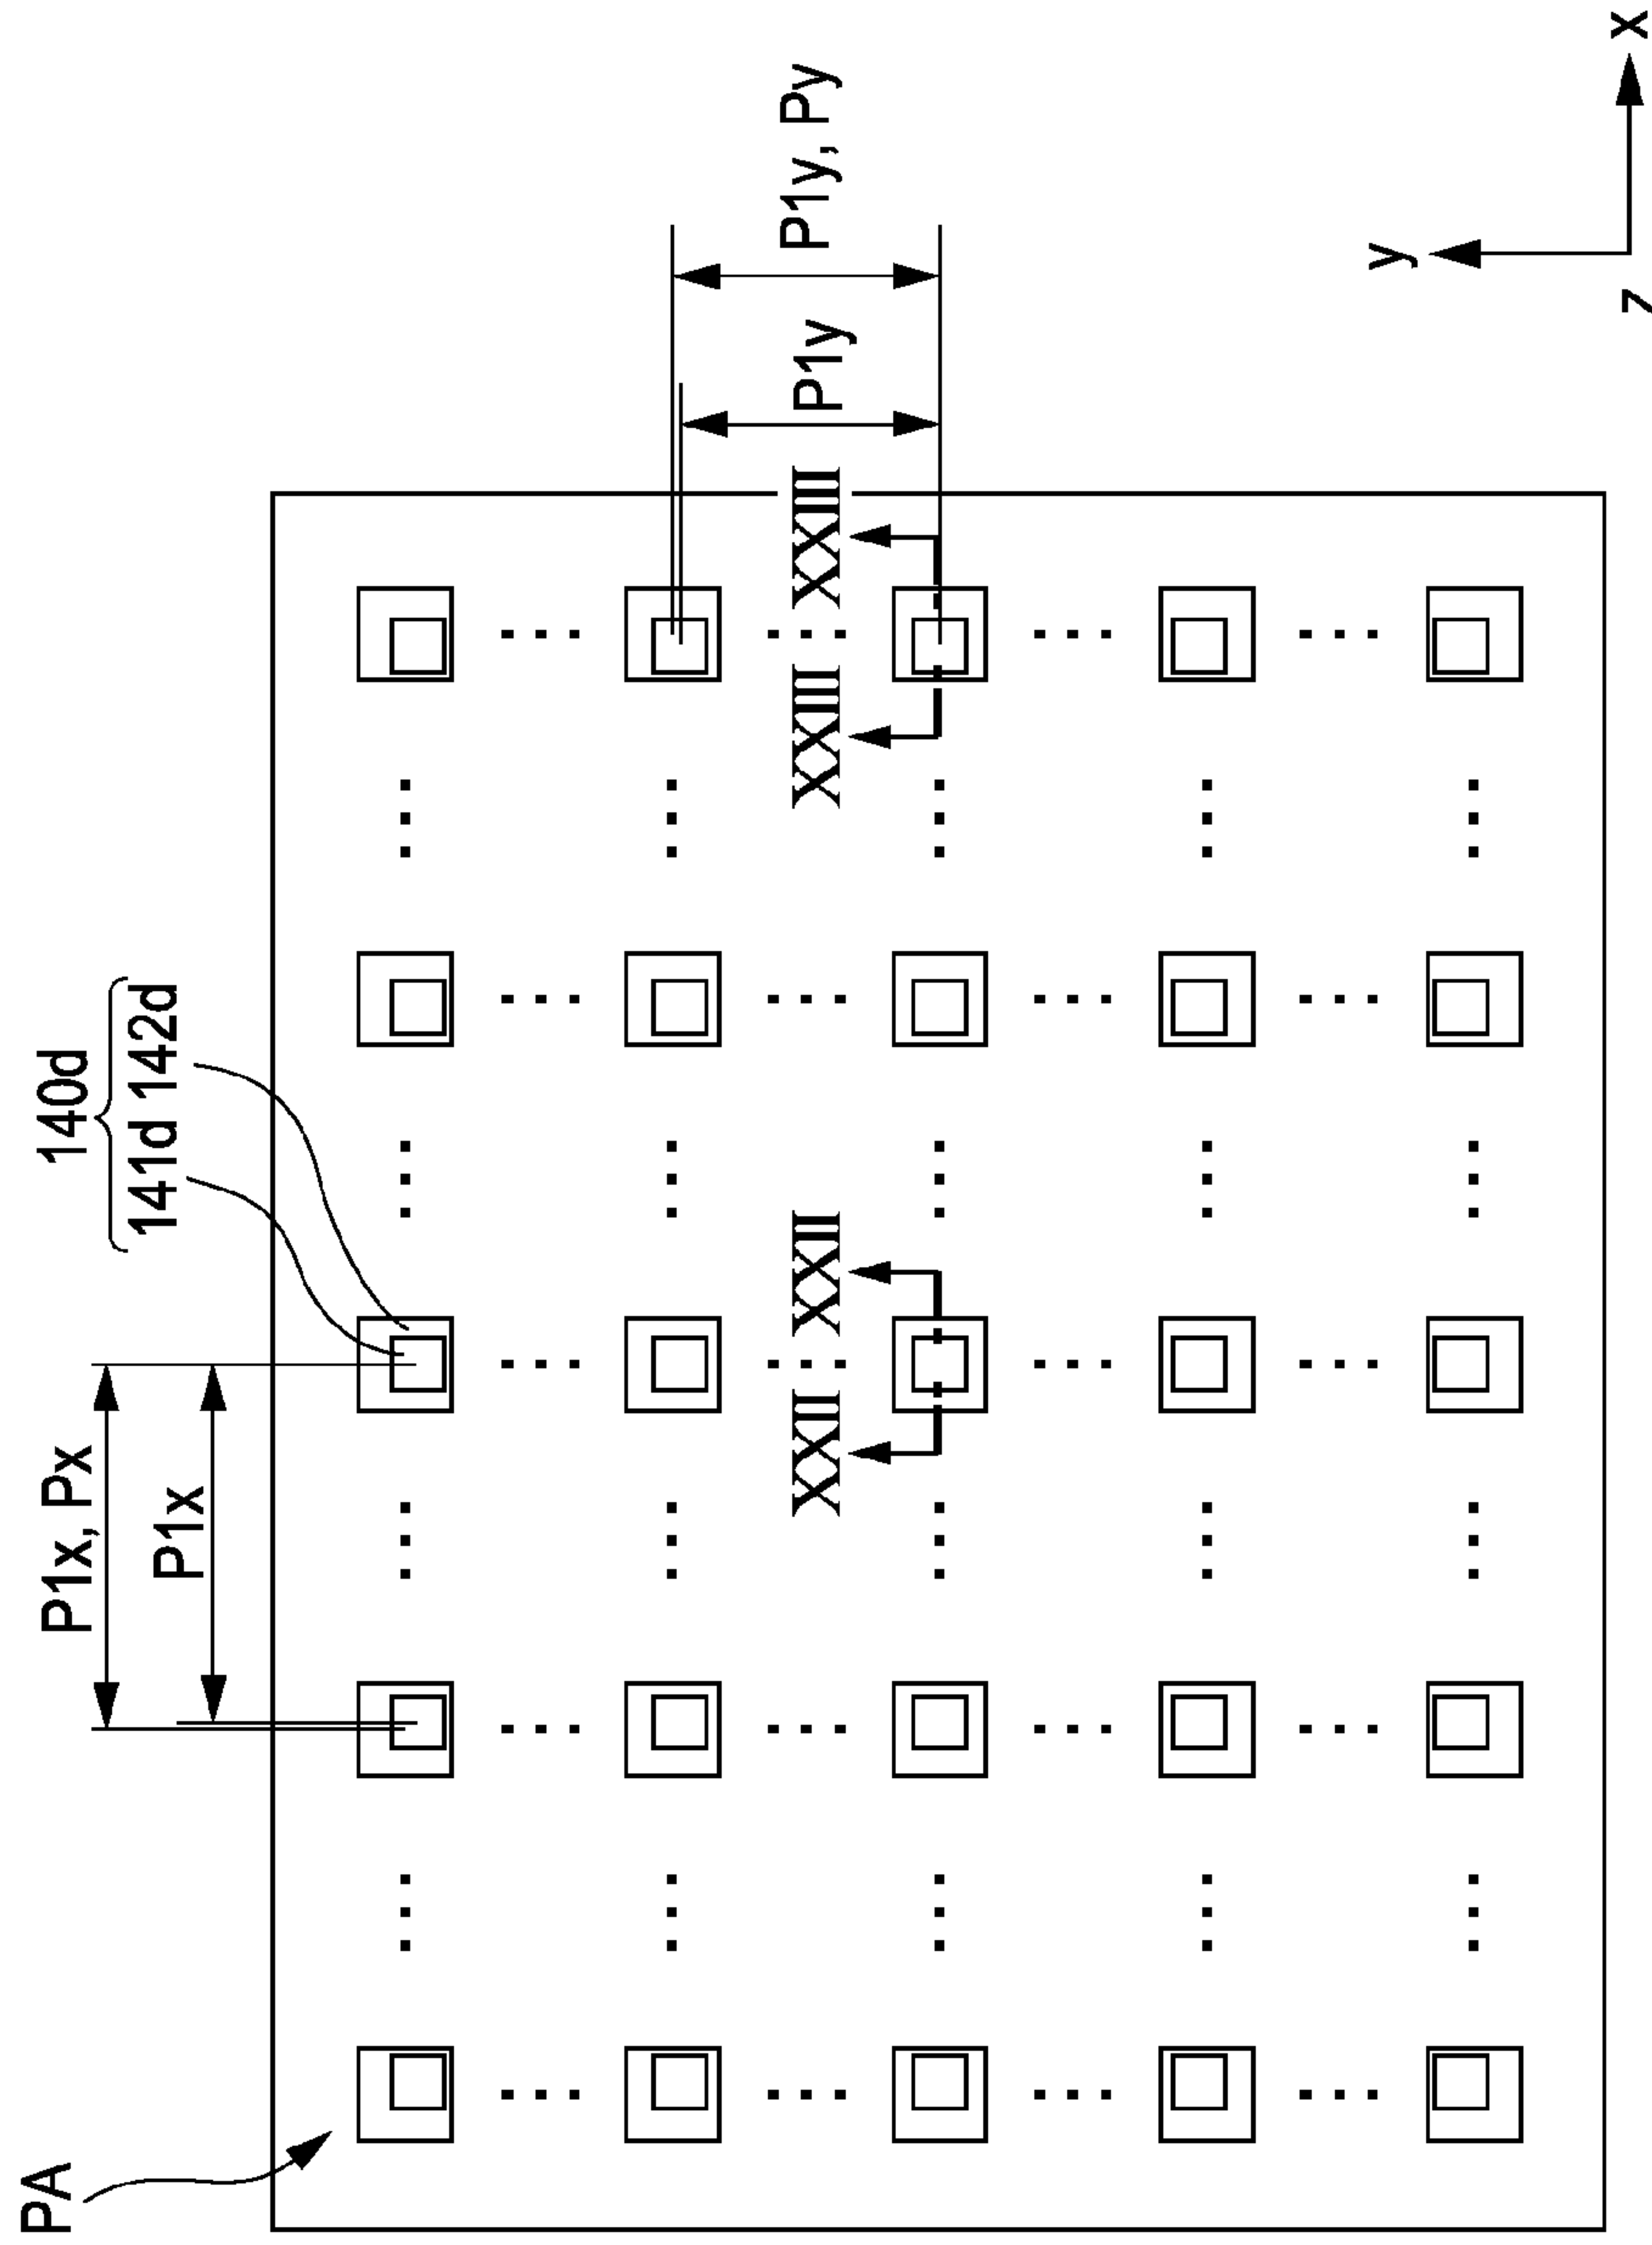 PA
P1x, Px
P1x
140d
141d 142d
XXII XXII
XXIII XXIII
P1y
P1y, Py
y
x
z